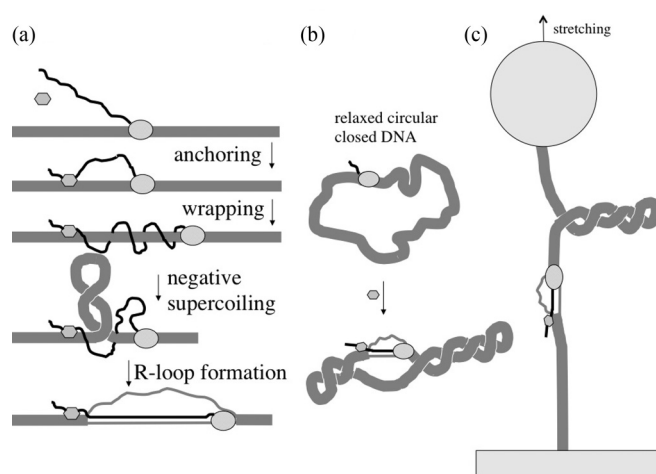 (a)
anchoring
wrapping
negative
supercoiling
R-loop formation
(b)
relaxed circular
closed DNA
(c)
stretching